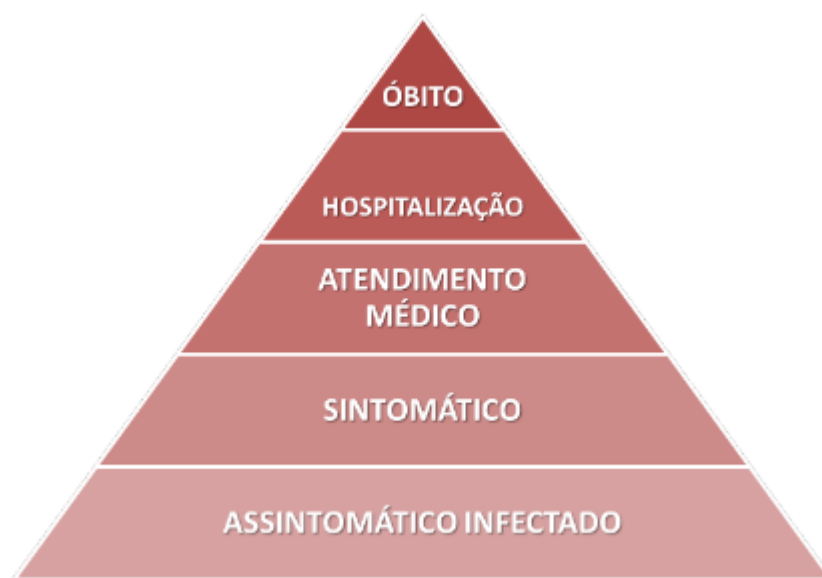 ÓBITO
HOSPITALIZAÇÃO
ATENDIMENTO
MÉDICO
SINTOMÁTICO
ASSINTOMÁTICO INFECTADO